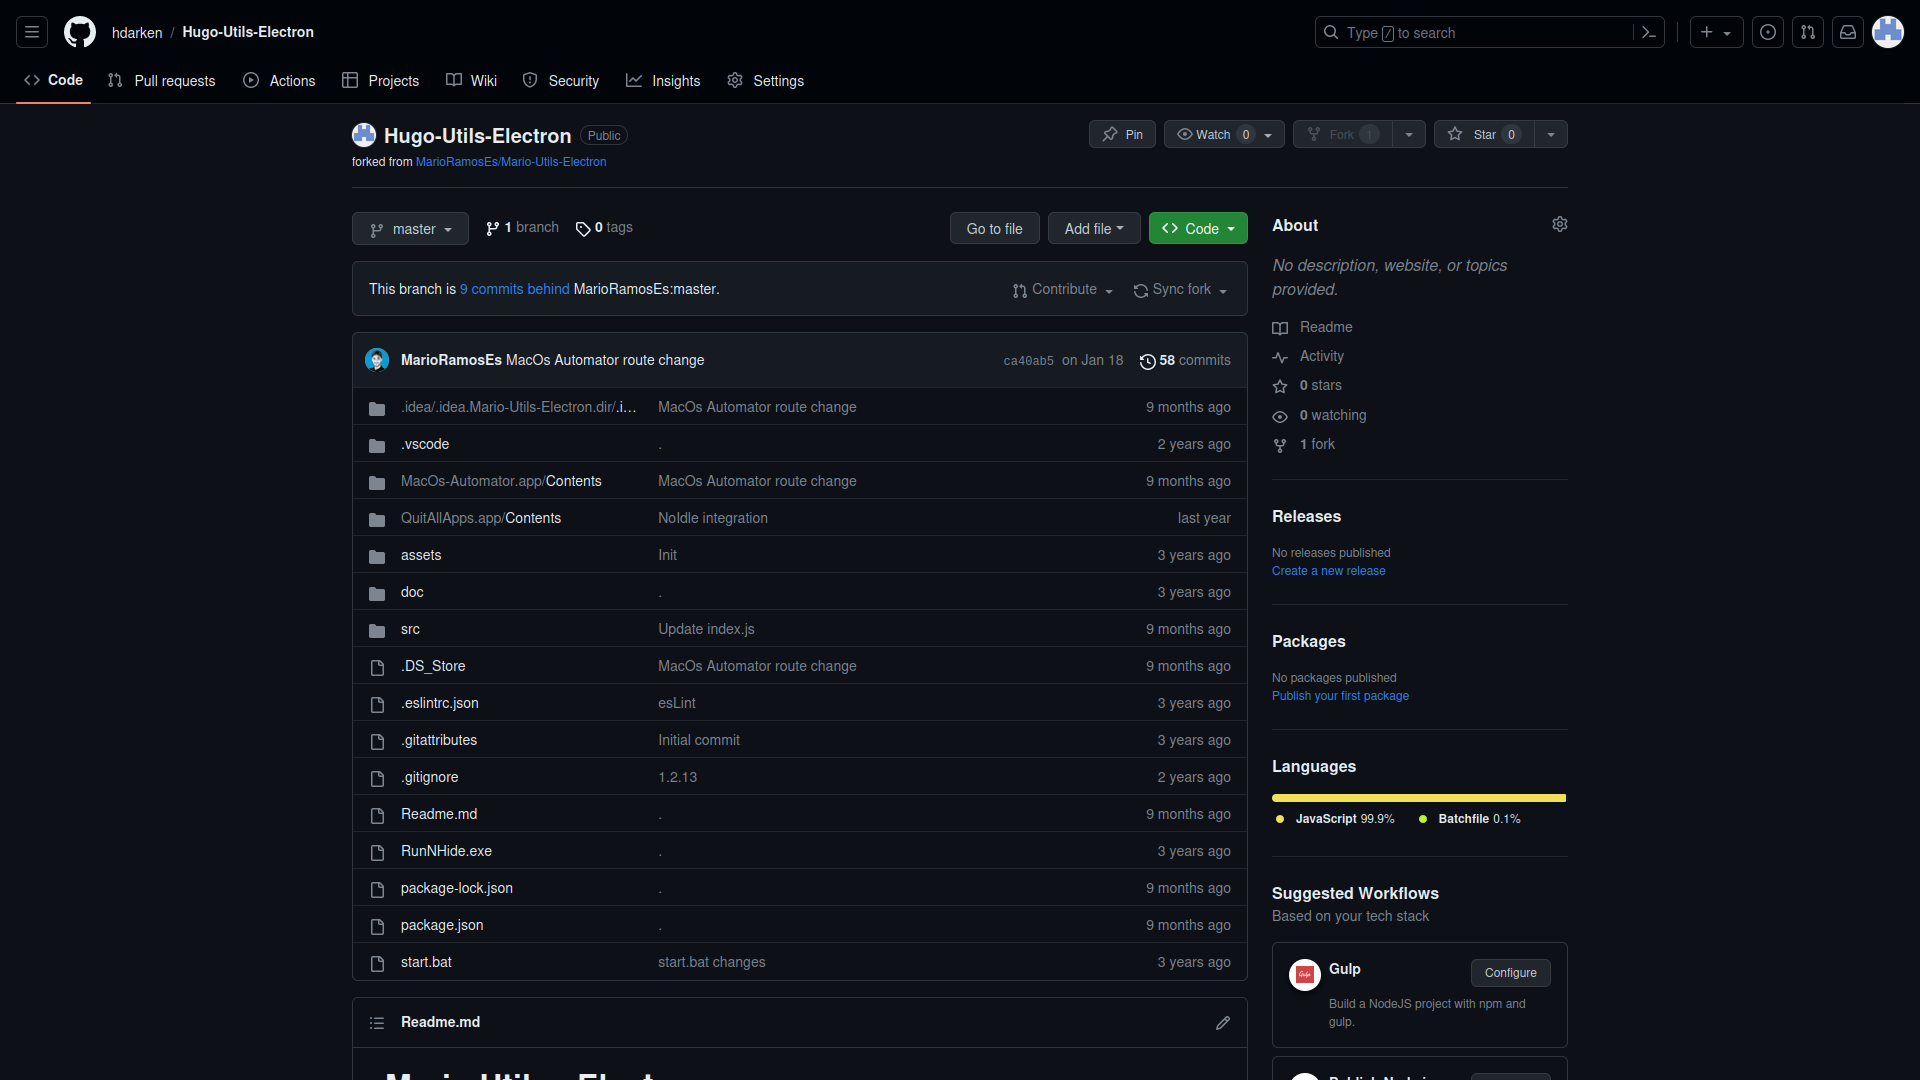 hdarken / Hugo-Utils-Electron
Type / to search
Code
Pull requests
Actions
Projects
Wiki
Security
Insights
Settings
Hugo-Utils-Electron Public
forked from MarioRamosEs/Mario-Utils-Electron
Pin
Watch 0
Fork 1
Star 0
master
1 branch
0 tags
Go to file
Add file
Code
This branch is 9 commits behind MarioRamosEs:master.
Contribute
Sync fork
MarioRamosEs MacOs Automator route change ca40ab5 on Jan 18 58 commits
.idea/.idea.Mario-Utils-Electron.dir/.i… MacOs Automator route change 9 months ago
.vscode . 2 years ago
MacOs-Automator.app/Contents MacOs Automator route change 9 months ago
QuitAllApps.app/Contents NoIdle integration last year
assets Init 3 years ago
doc . 3 years ago
src Update index.js 9 months ago
.DS_Store MacOs Automator route change 9 months ago
.eslintrc.json esLint 3 years ago
.gitattributes Initial commit 3 years ago
.gitignore 1.2.13 2 years ago
Readme.md . 9 months ago
RunNHide.exe . 3 years ago
package-lock.json . 9 months ago
package.json . 9 months ago
start.bat start.bat changes 3 years ago
Readme.md
About
No description, website, or topics
provided.
Readme
Activity
0 stars
0 watching
1 fork
Releases
No releases published
Create a new release
Packages
No packages published
Publish your first package
Languages
JavaScript 99.9%
Batchfile 0.1%
Suggested Workflows
Based on your tech stack
Gulp
Configure
Build a NodeJS project with npm and
gulp.